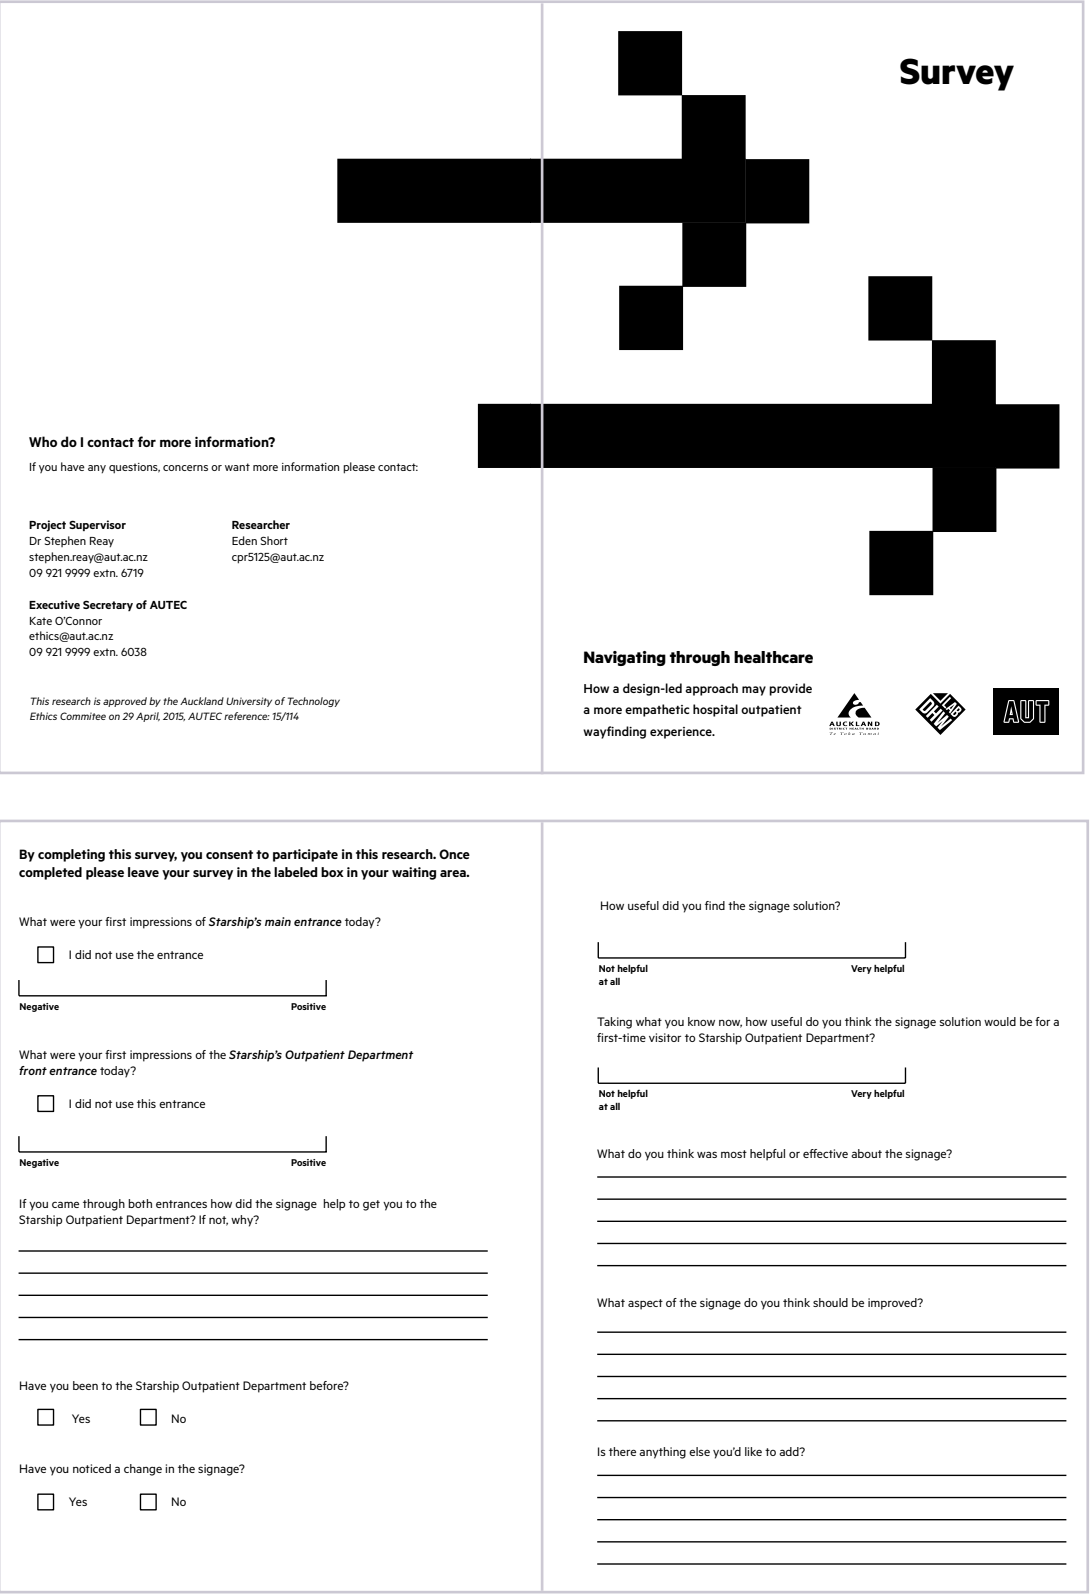 Survey
Who do I contact for more information?
If you have any questions, concerns or want more information please contact:
Project Supervisor
Dr Stephen Reay
stephen.reay@aut.ac.nz
09 921 9999 extn. 6719
Researcher
Eden Short
cpr5125@aut.ac.nz
Executive Secretary of AUTEC
Kate O'Connor
ethics@aut.ac.nz
09 921 9999 extn. 6038
This research is approved by the Auckland University of Technology
Ethics Commitee on 29 April, 2015, AUTEC reference: 15/114
Navigating through healthcare
How a design-led approach may provide
a more empathetic hospital outpatient
wayfinding experience.
AUCKLAND
DISTRICT HEALTH BOARD
Te Toka Tumai
DHW
LAB
AUT
By completing this survey, you consent to participate in this research. Once
completed please leave your survey in the labeled box in your waiting area.
What were your first impressions of Starship's main entrance today?
I did not use the entrance
Negative Positive
What were your first impressions of the Starship's Outpatient Department
front entrance today?
I did not use this entrance
Negative Positive
If you came through both entrances how did the signage help to get you to the
Starship Outpatient Department? If not, why?
Have you been to the Starship Outpatient Department before?
Yes No
Have you noticed a change in the signage?
Yes No
How useful did you find the signage solution?
Not helpful Very helpful
at all
Taking what you know now, how useful do you think the signage solution would be for a
first-time visitor to Starship Outpatient Department?
Not helpful Very helpful
at all
What do you think was most helpful or effective about the signage?
What aspect of the signage do you think should be improved?
Is there anything else you'd like to add?